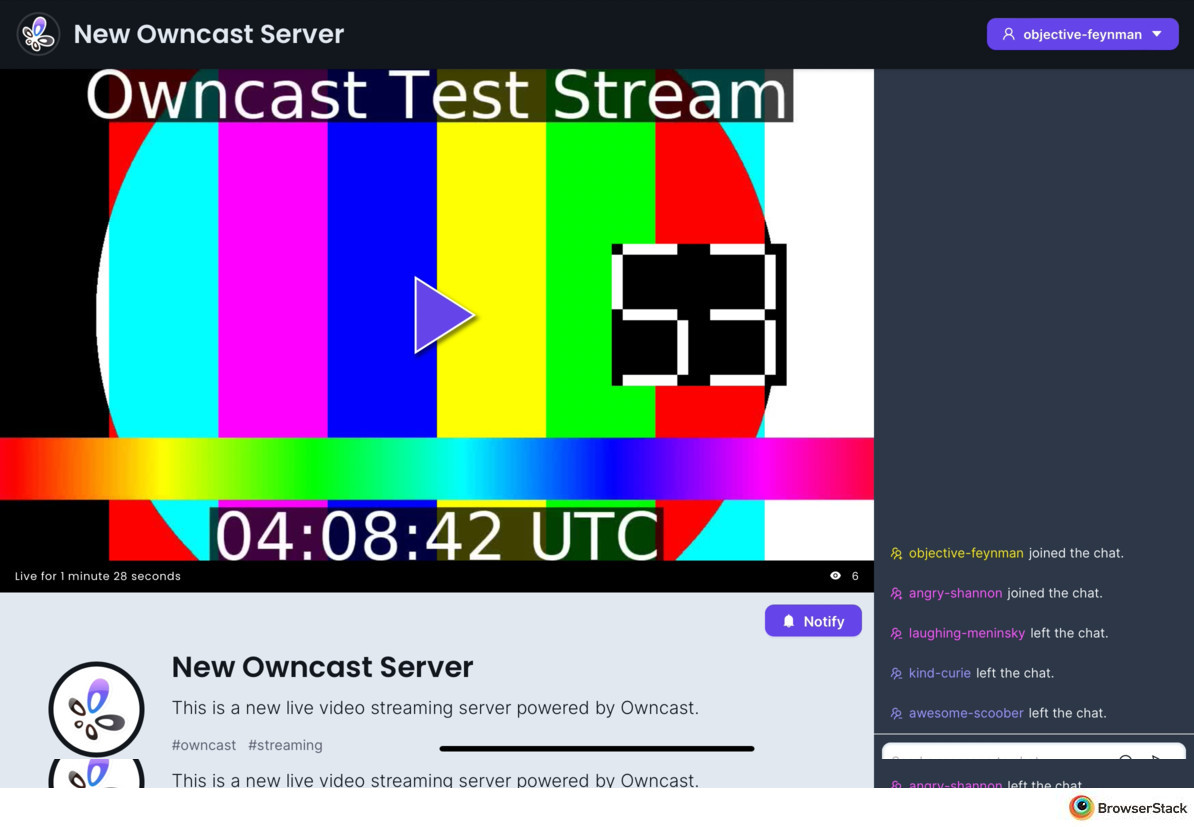 New Owncast Server
objective-feynman
Owncast Test Stream
53
04:08:42 UTC
Live for 1 minute 28 seconds
6
Notify
New Owncast Server
This is a new live video streaming server powered by Owncast.
#owncast #streaming
This is a new live video streaming server powered by Owncast.
objective-feynman joined the chat.
angry-shannon joined the chat.
laughing-meninsky left the chat.
kind-curie left the chat.
awesome-scoober left the chat.
angry-shannon left the chat
BrowserStack